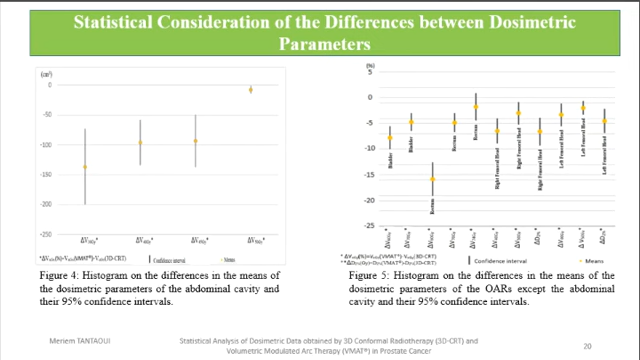 Statistical Consideration of the Differences between Dosimetric
Parameters
(cm³)
0
-50
-100
-150
-200
-250
Confidence interval
Means
Figure 4: Histogram on the differences in the means of
the dosimetric parameters of the abdominal cavity and
their 95% confidence intervals.
(%)
5
0
-5
-10
-15
-20
-25
Bladder
Bladder
Rectum
Rectum
Rectum
Right Femoral Head
Right Femoral Head
Right Femoral Head
Left Femoral Head
Left Femoral Head
Left Femoral Head
Confidence interval
Means
Figure 5: Histogram on the differences in the means of the
dosimetric parameters of the OARs except the abdominal
cavity and their 95% confidence intervals.
Meriem TANTAOUI
Statistical Analysis of Dosimetric Data obtained by 3D Conformal Radiotherapy (3D-CRT) and
Volumetric Modulated Arc Therapy (VMAT®) in Prostate Cancer
20